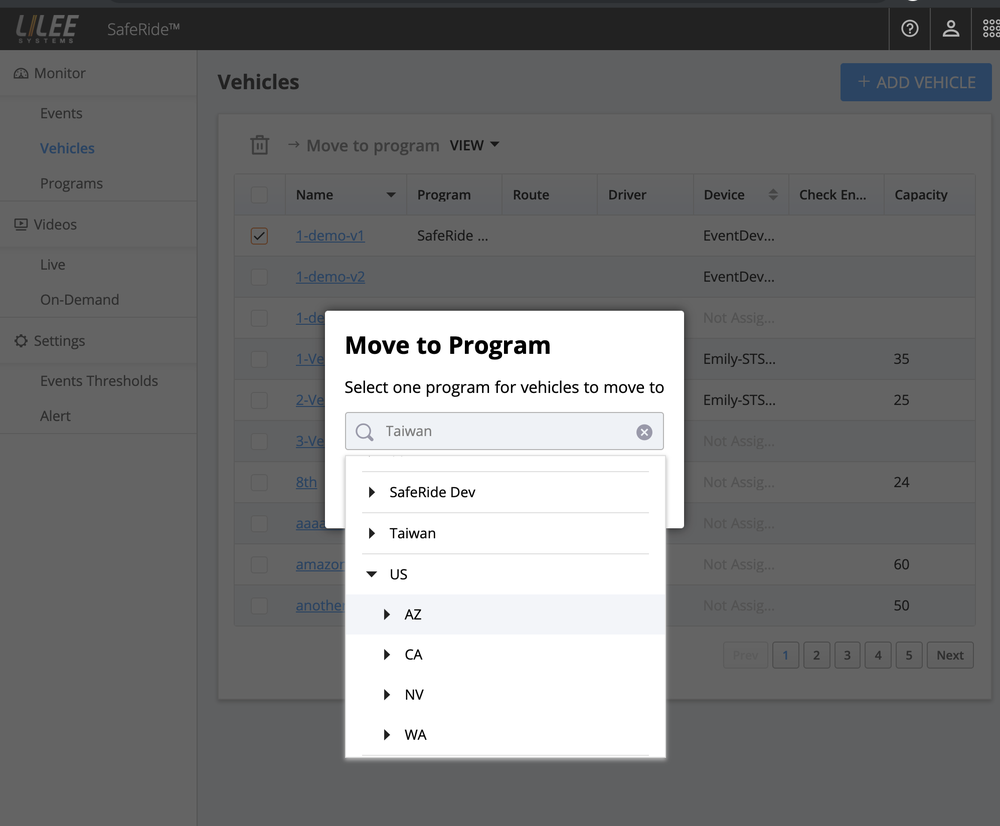 LILEE
SYSTEMS
SafeRide™
Monitor
Events
Vehicles
Programs
Videos
Live
On-Demand
Settings
Events Thresholds
Alert
Vehicles
+ ADD VEHICLE
→ Move to program VIEW
Name Program Route Driver Device Check En... Capacity
1-demo-v1 SafeRide ... EventDev...
1-demo-v2 EventDev...
1-de Not Assig...
1-Ve Emily-STS... 35
2-Ve Emily-STS... 25
3-Ve Not Assig...
8th Not Assig... 24
aaaa Not Assig...
amazon Not Assig... 60
another Not Assig... 50
Prev 1 2 3 4 5 Next
Move to Program
Select one program for vehicles to move to
Taiwan
SafeRide Dev
Taiwan
US
AZ
CA
NV
WA